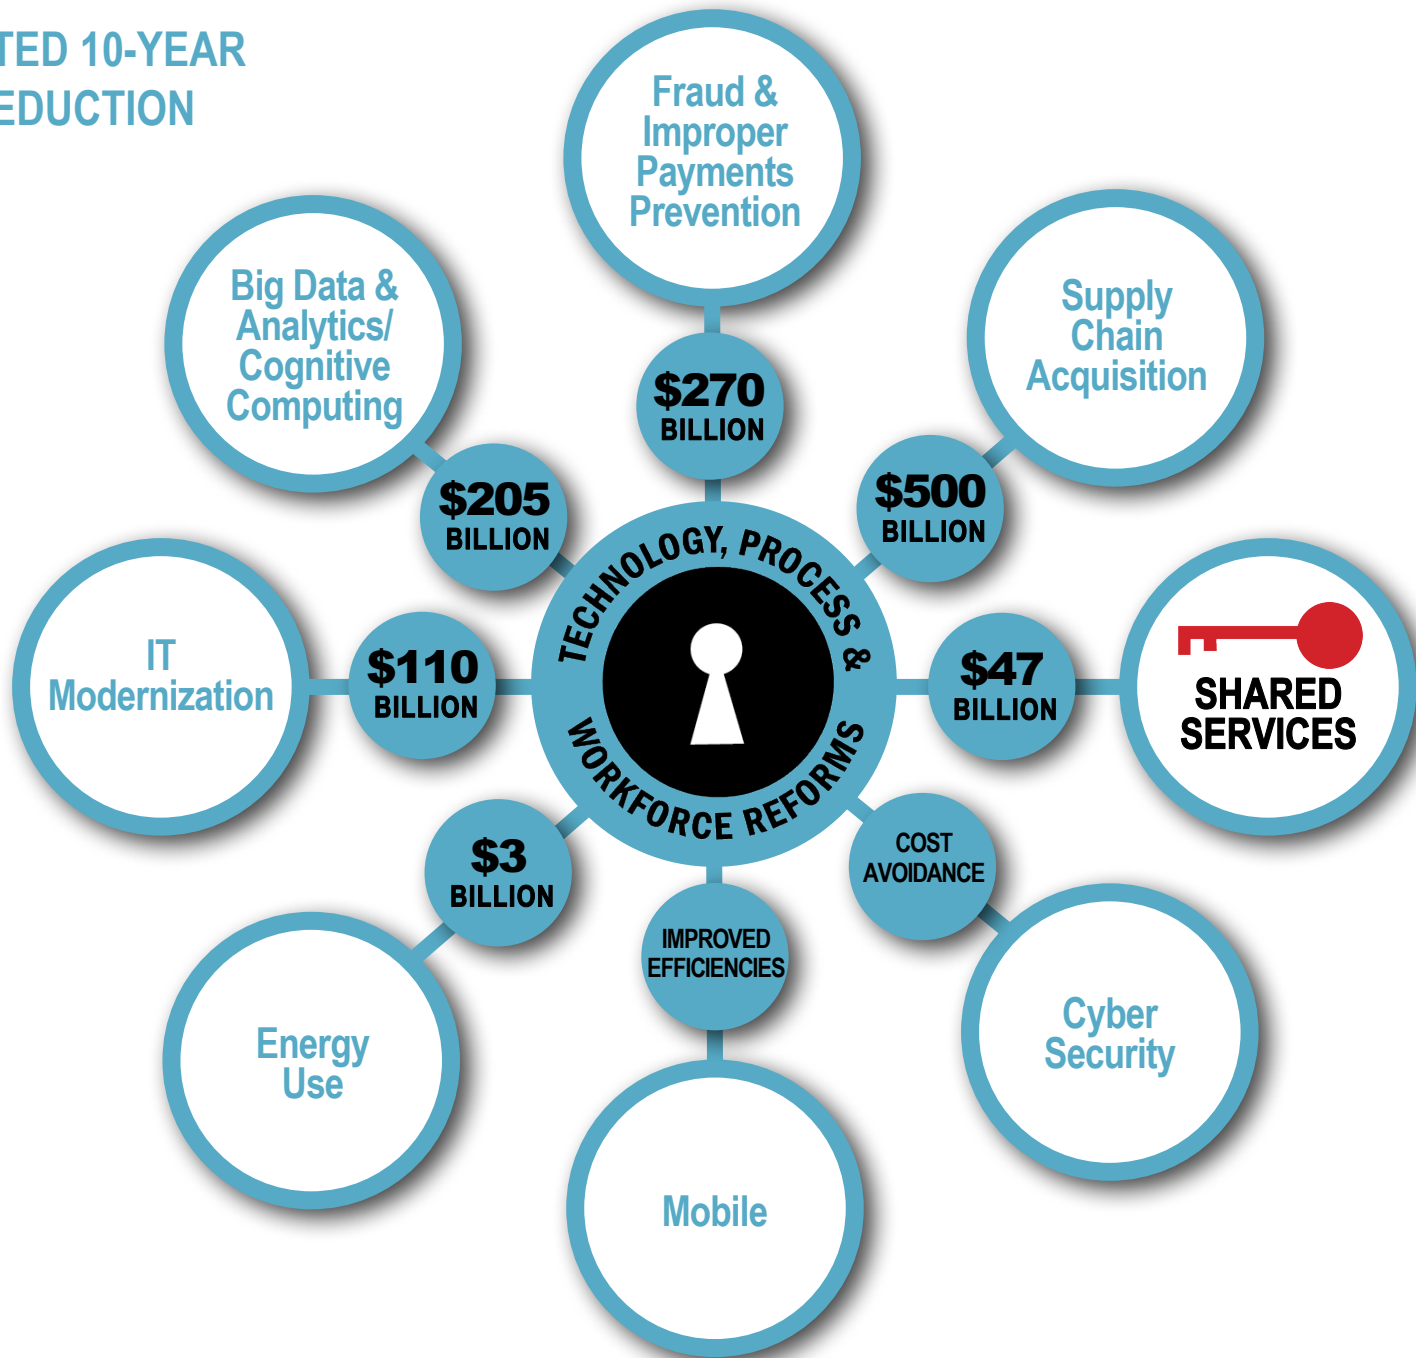 TED 10-YEAR
EDUCTION
Fraud &
Improper
Payments
Prevention
$270
BILLION
Supply
Chain
Acquisition
$500
BILLION
SHARED
SERVICES
$47
BILLION
Cyber
Security
COST
AVOIDANCE
Mobile
IMPROVED
EFFICIENCIES
Energy
Use
$3
BILLION
IT
Modernization
$110
BILLION
Big Data &
Analytics/
Cognitive
Computing
$205
BILLION
TECHNOLOGY, PROCESS &
WORKFORCE REFORMS